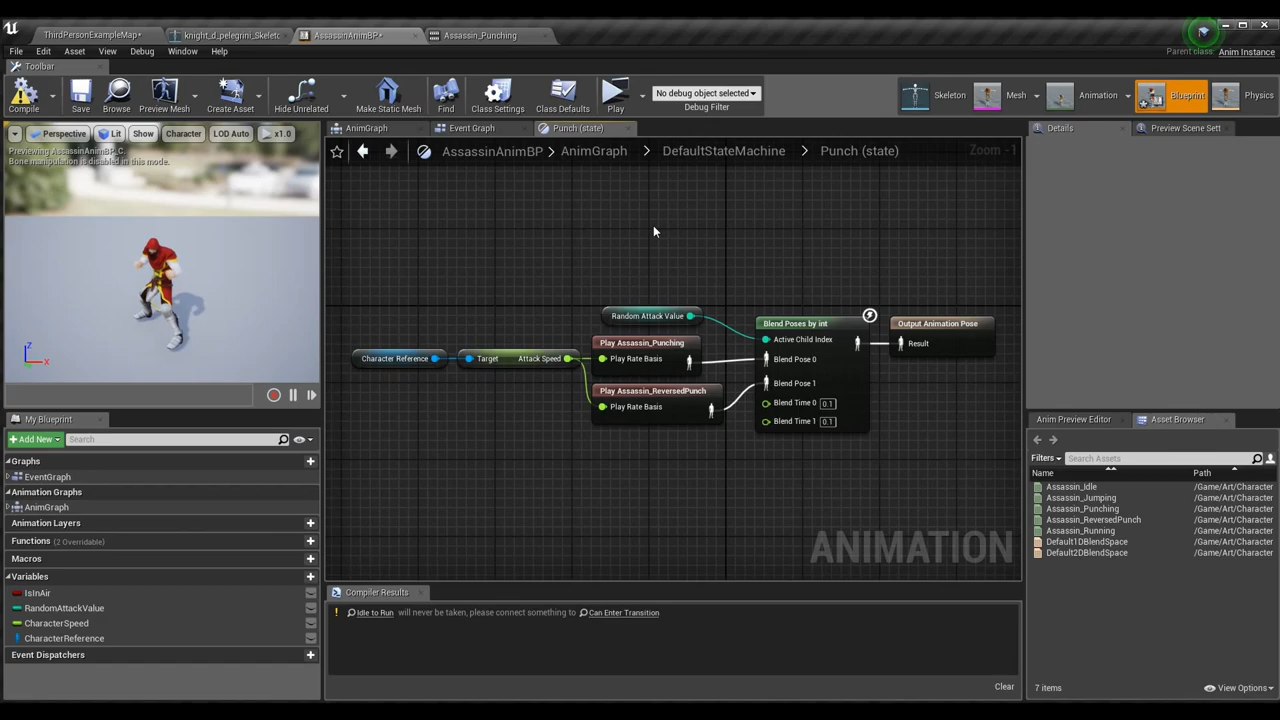 ThirdPersonExampleMap*
knight_d_pelegrini_Skeletc
AssassinAnimBP*
Assassin_Punching
File Edit Asset View Debug Window Help
Parent class: Anim Instance
Toolbar
Compile
Save
Browse
Preview Mesh
Create Asset
Hide Unrelated
Make Static Mesh
Find
Class Settings
Class Defaults
Play
No debug object selected
Debug Filter
Skeleton
Mesh
Animation
Blueprint
Physics
Perspective Lit Show Character LOD Auto x1.0
Previewing AssassinAnimBP_C.
Bone manipulation is disabled in this mode.
Z
X
AnimGraph
Event Graph
Punch (state)
AssassinAnimBP > AnimGraph > DefaultStateMachine > Punch (state)
Zoom -1
Random Attack Value
Character Reference
Target Attack Speed
Play Assassin_Punching
Play Rate Basis
Play Assassin_ReversedPunch
Play Rate Basis
Blend Poses by int
Active Child Index
Blend Pose 0
Blend Pose 1
Blend Time 0 0.1
Blend Time 1 0.1
Output Animation Pose
Result
ANIMATION
My Blueprint
Add New
Search
Graphs
EventGraph
Animation Graphs
AnimGraph
Animation Layers
Functions (2 Overridable)
Macros
Variables
IsInAir
RandomAttackValue
CharacterSpeed
CharacterReference
Event Dispatchers
Compiler Results
Idle to Run will never be taken, please connect something to Can Enter Transition
Clear
Details
Preview Scene Sett
Anim Preview Editor
Asset Browser
Filters
Search Assets
Name Path
Assassin_Idle /Game/Art/Character
Assassin_Jumping /Game/Art/Character
Assassin_Punching /Game/Art/Character
Assassin_ReversedPunch /Game/Art/Character
Assassin_Running /Game/Art/Character
Default1DBlendSpace /Game/Art/Character
Default2DBlendSpace /Game/Art/Character
7 items
View Options